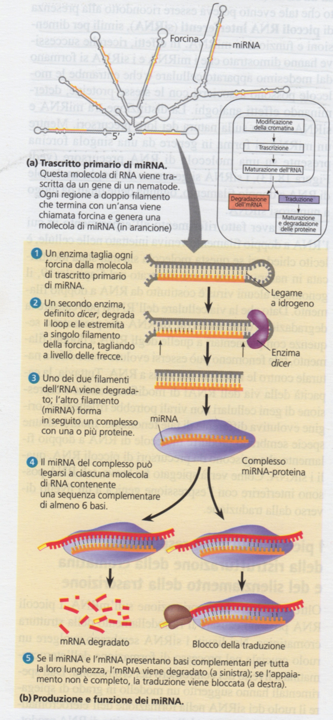 Forcina
miRNA
5' 3'
Modificazione
della cromatina
Trascrizione
Maturazione dell'RNA
Degradazione
dell'mRNA
Traduzione
Maturazione
e degradazione
delle proteine
(a) Trascritto primario di miRNA.
Questa molecola di RNA viene tra-
scritta da un gene di un nematode.
Ogni regione a doppio filamento
che termina con un'ansa viene
chiamata forcina e genera una
molecola di miRNA (in arancione)
1 Un enzima taglia ogni
forcina dalla molecola
di trascritto primario
di miRNA.
Legame
a idrogeno
2 Un secondo enzima,
definito dicer, degrada
il loop e le estremità
a singolo filamento
della forcina, tagliando
a livello delle frecce.
Enzima
dicer
3 Uno dei due filamenti
dell'RNA viene degrada-
to; l'altro filamento
(miRNA) forma
in seguito un complesso
con una o più proteine.
miRNA
Complesso
miRNA-proteina
4 Il miRNA del complesso può
legarsi a ciascuna molecola
di RNA contenente
una sequenza complementare
di almeno 6 basi.
mRNA degradato
Blocco della traduzione
5 Se il miRNA e l'mRNA presentano basi complementari per tutta
la loro lunghezza, l'mRNA viene degradato (a sinistra); se l'appaia-
mento non è completo, la traduzione viene bloccata (a destra).
(b) Produzione e funzione dei miRNA.